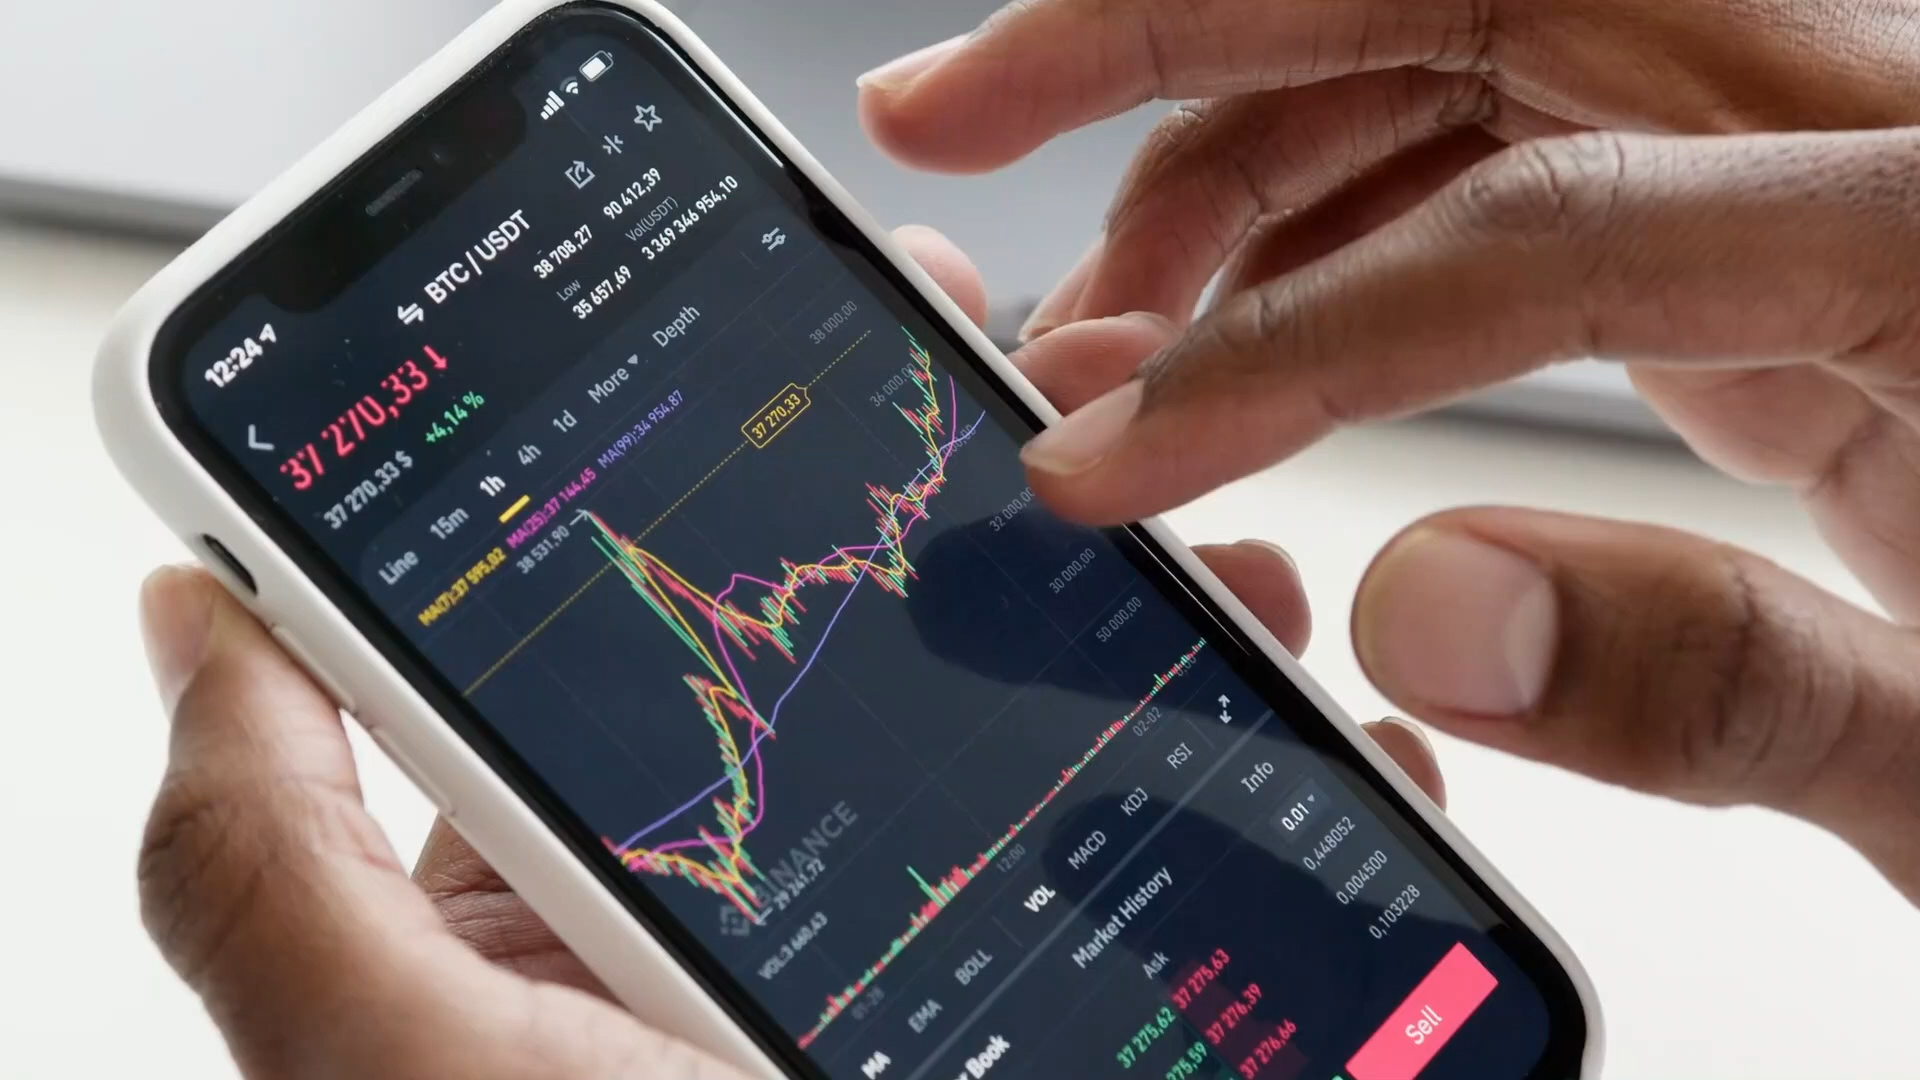 12:24
BTC / USDT
37 270,33
37 270,33 $ +4,14 %
38 708,27 90 412,39
Low Vol(USDT)
35 657,69 3 369 346 954,10
Line 15m 1h 4h 1d More Depth
MA(7):37 595,02 MA(25):37 144,45 MA(99):34 954,87
38 531,90
37 270,33
38 000,00
36 000,00
32 000,00
30 000,00
29 241,72
BINANCE
VOL:3 660,43
50 000,00
01-28 12:00 02-02
MA EMA BOLL VOL MACD KDJ RSI
Book Market History Info
Ask
0.01
37 275,62 37 275,63 0,448052
275,59 37 276,39 0,004500
37 276,66 0,103228
Sell